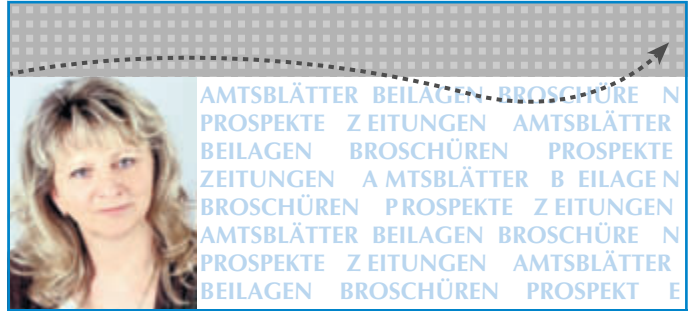 AMTSBLÄTTER BEILAGEN BROSCHÜRE N
PROSPEKTE Z EITUNGEN AMTSBLÄTTER
BEILAGEN BROSCHÜREN PROSPEKTE
ZEITUNGEN A MTSBLÄTTER B EILAGE N
BROSCHÜREN P ROSPEKTE Z EITUNGEN
AMTSBLÄTTER BEILAGEN BROSCHÜRE N
PROSPEKTE Z EITUNGEN AMTSBLÄTTER
BEILAGEN BROSCHÜREN PROSPEKT E